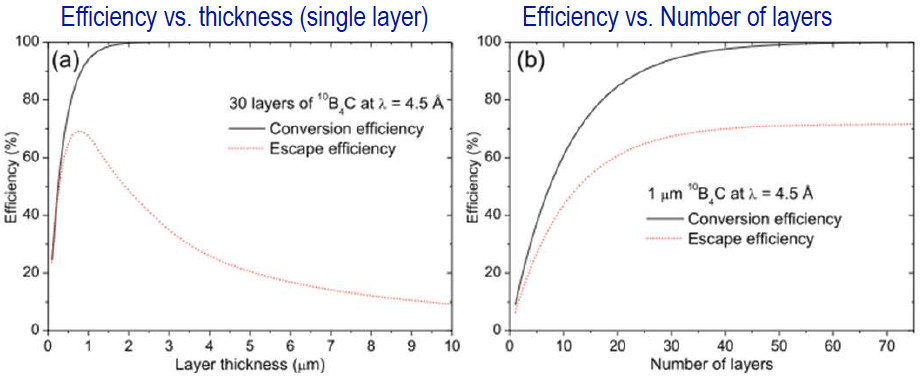 Efficiency vs. thickness (single layer)
Efficiency vs. Number of layers
(a)
30 layers of ¹⁰B₄C at λ = 4.5 Å
Conversion efficiency
Escape efficiency
Efficiency (%)
100
80
60
40
20
0
0 1 2 3 4 5 6 7 8 9 10
Layer thickness (μm)
(b)
1 μm ¹⁰B₄C at λ = 4.5 Å
Conversion efficiency
Escape efficiency
Efficiency (%)
100
80
60
40
20
0
0 10 20 30 40 50 60 70
Number of layers